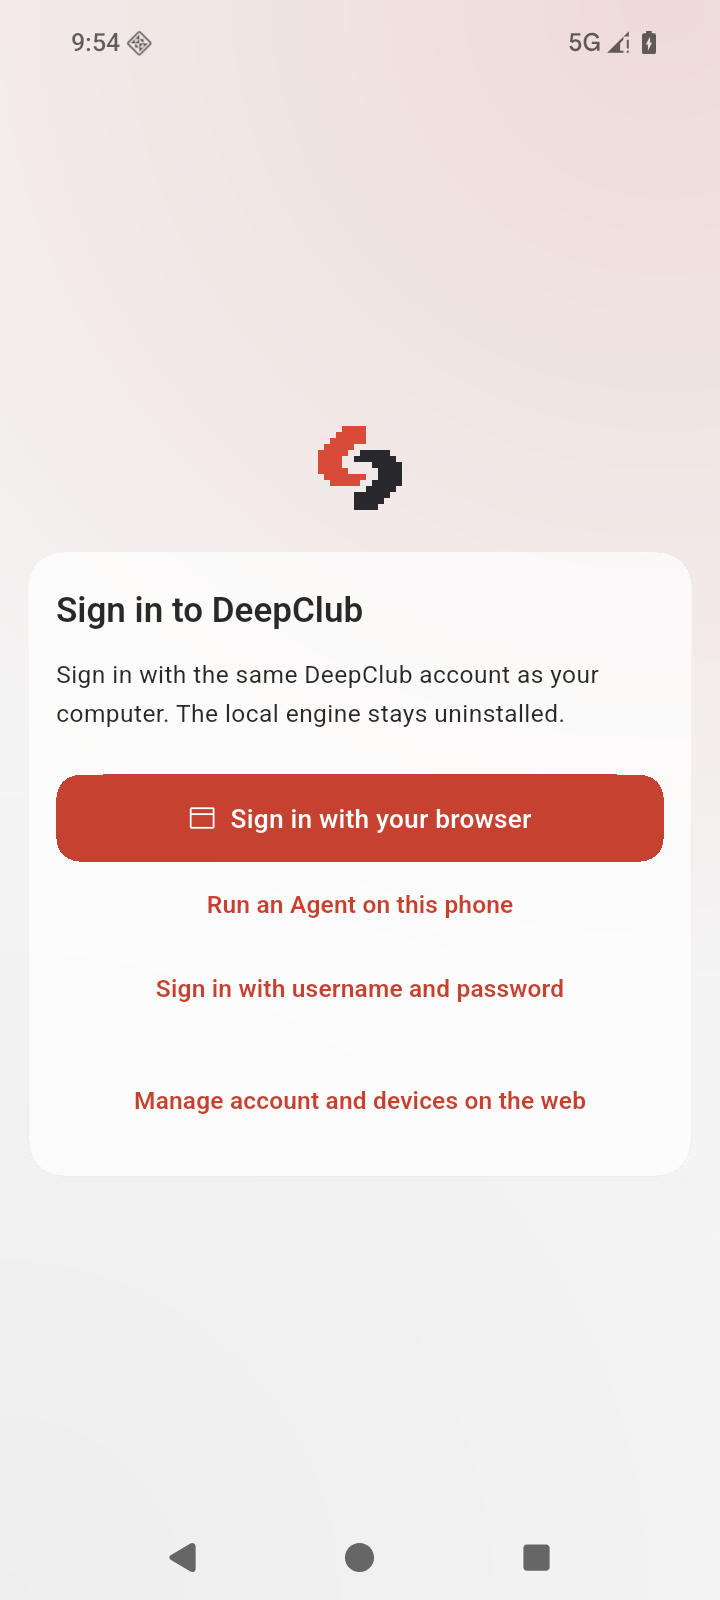 9:54
5G
Sign in to DeepClub
Sign in with the same DeepClub account as your
computer. The local engine stays uninstalled.
Sign in with your browser
Run an Agent on this phone
Sign in with username and password
Manage account and devices on the web